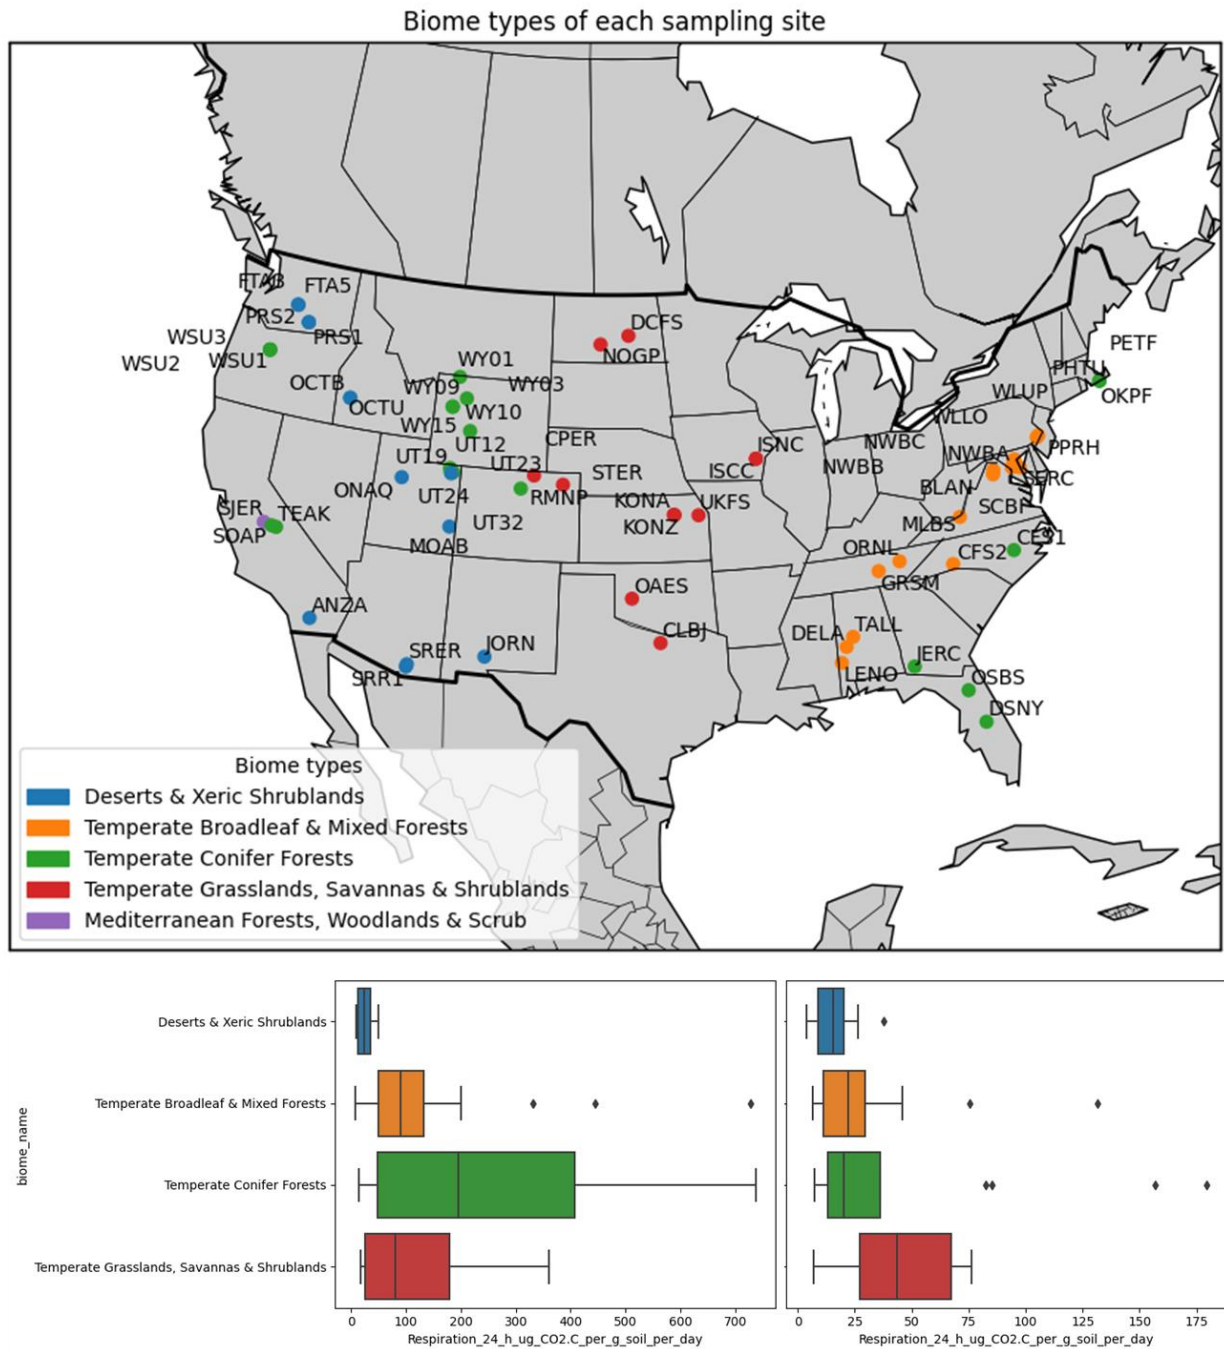 Biome types of each sampling site
FTA3 FTA5
PRS2
PRS1
WSU3
WSU2 WSU1
DCFS
NOGP
WY01
OCTB WY09 WY03
OCTU WY10
WY15
UT12 CPER
UT19 UT23 STER
ONAQ UT24 RMNP
UT32
MOAB
SJER TEAK
SOAP
ANZA
SRER JORN
SRR1
KONA UKFS
KONZ
OAES
CLBJ
ISNC
ISCC
NWBC
NWBB
PETF
PHTU
WLUP OKPF
WLLO
NWBA PPRH
SERC
BLAN
SCBI
MLBS
ORNL CFS2 CES1
GRSM
DELA TALL
LENO JERC
OSBS
DSNY
Biome types
Deserts & Xeric Shrublands
Temperate Broadleaf & Mixed Forests
Temperate Conifer Forests
Temperate Grasslands, Savannas & Shrublands
Mediterranean Forests, Woodlands & Scrub
biome_name
Deserts & Xeric Shrublands
Temperate Broadleaf & Mixed Forests
Temperate Conifer Forests
Temperate Grasslands, Savannas & Shrublands
0 100 200 300 400 500 600 700
Respiration_24_h_ug_CO2.C_per_g_soil_per_day
0 25 50 75 100 125 150 175
Respiration_24_h_ug_CO2.C_per_g_soil_per_day